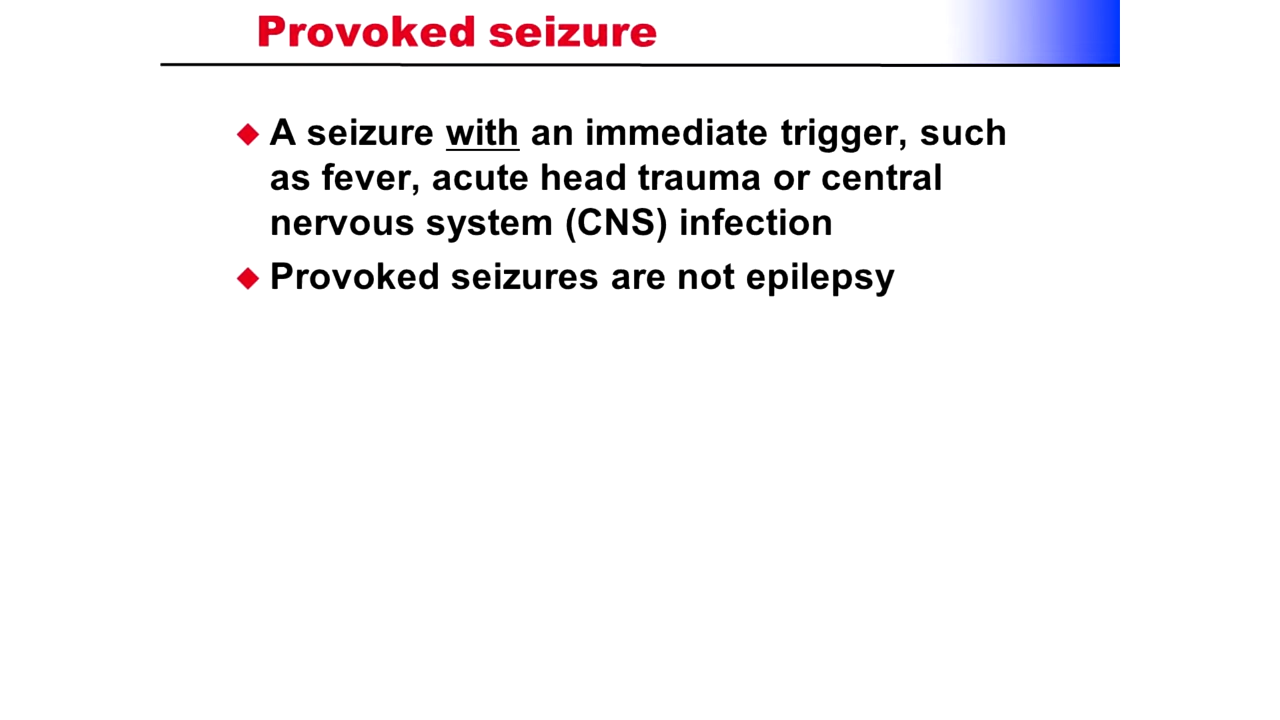 Provoked seizure
A seizure with an immediate trigger, such
as fever, acute head trauma or central
nervous system (CNS) infection
Provoked seizures are not epilepsy